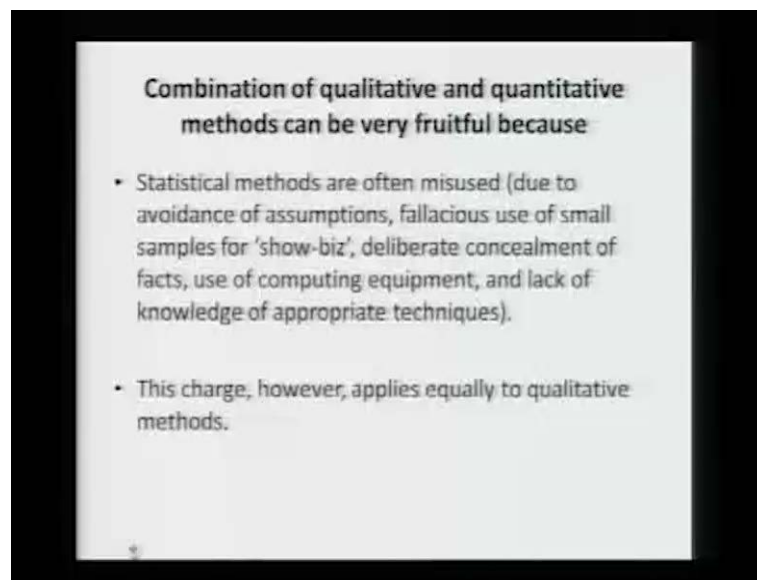 Combination of qualitative and quantitative
methods can be very fruitful because
• Statistical methods are often misused (due to
avoidance of assumptions, fallacious use of small
samples for 'show-biz', deliberate concealment of
facts, use of computing equipment, and lack of
knowledge of appropriate techniques).
• This charge, however, applies equally to qualitative
methods.